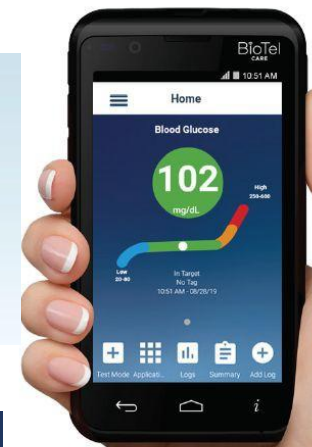 BioTel
CARE
10:51 AM
Home
Blood Glucose
102
mg/dL
High
250-600
Low
20-80
In Target
No Tag
10:51 AM - 08/28/19
Test Mode Applicati... Logs Summary Add Log
i